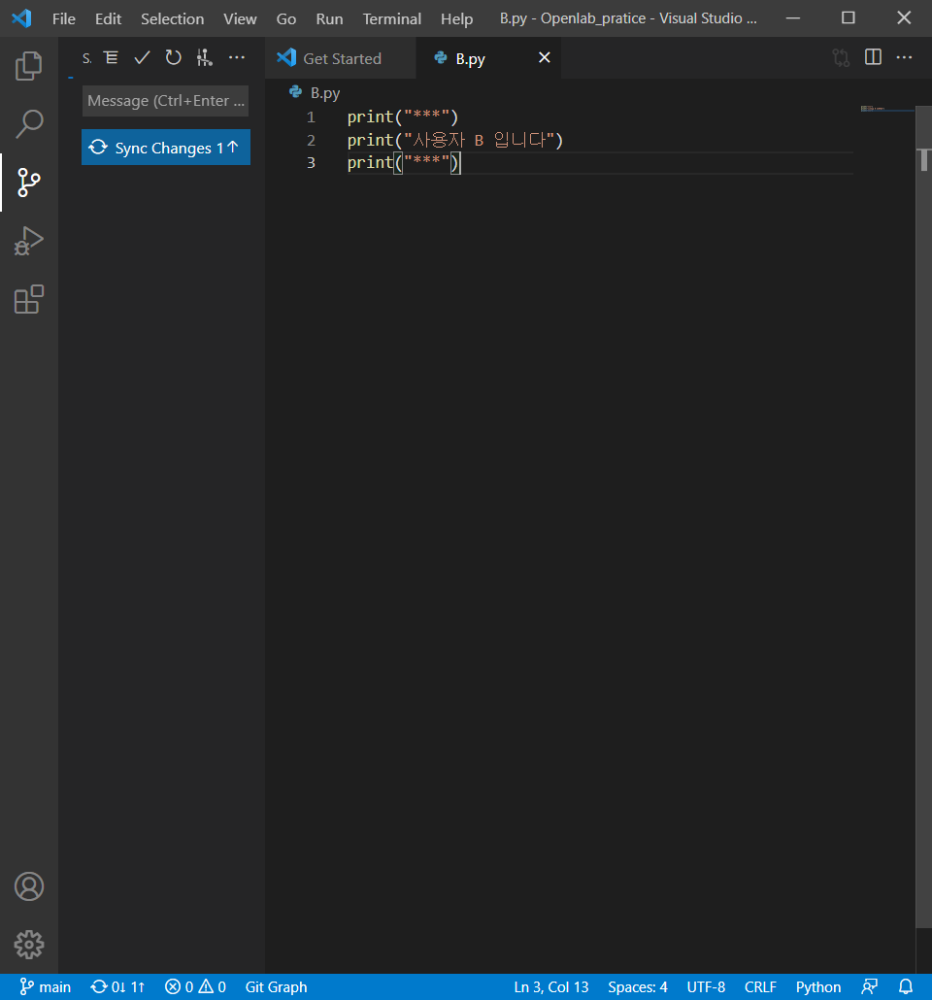 File Edit Selection View Go Run Terminal Help B.py - Openlab_pratice - Visual Studio ...
S.
Get Started
B.py
Message (Ctrl+Enter ...
Sync Changes 1↑
B.py
1 print("***")
2 print("사용자 B 입니다")
3 print("***")
main 0↓ 1↑ 0 0 Git Graph Ln 3, Col 13 Spaces: 4 UTF-8 CRLF Python